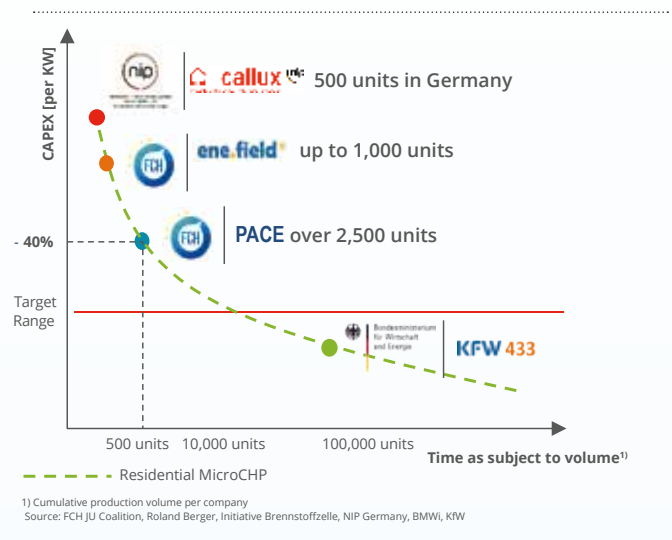 CAPEX [per KW]
nip
callux nip 500 units in Germany
FCH ene.field up to 1,000 units
- 40%
FCH PACE over 2,500 units
Target
Range
Bundesministerium
für Wirtschaft
und Energie
KFW 433
500 units 10,000 units 100,000 units
Time as subject to volume¹⁾
Residential MicroCHP
1) Cumulative production volume per company
Source: FCH JU Coalition, Roland Berger, Initiative Brennstoffzelle, NIP Germany, BMWi, KfW